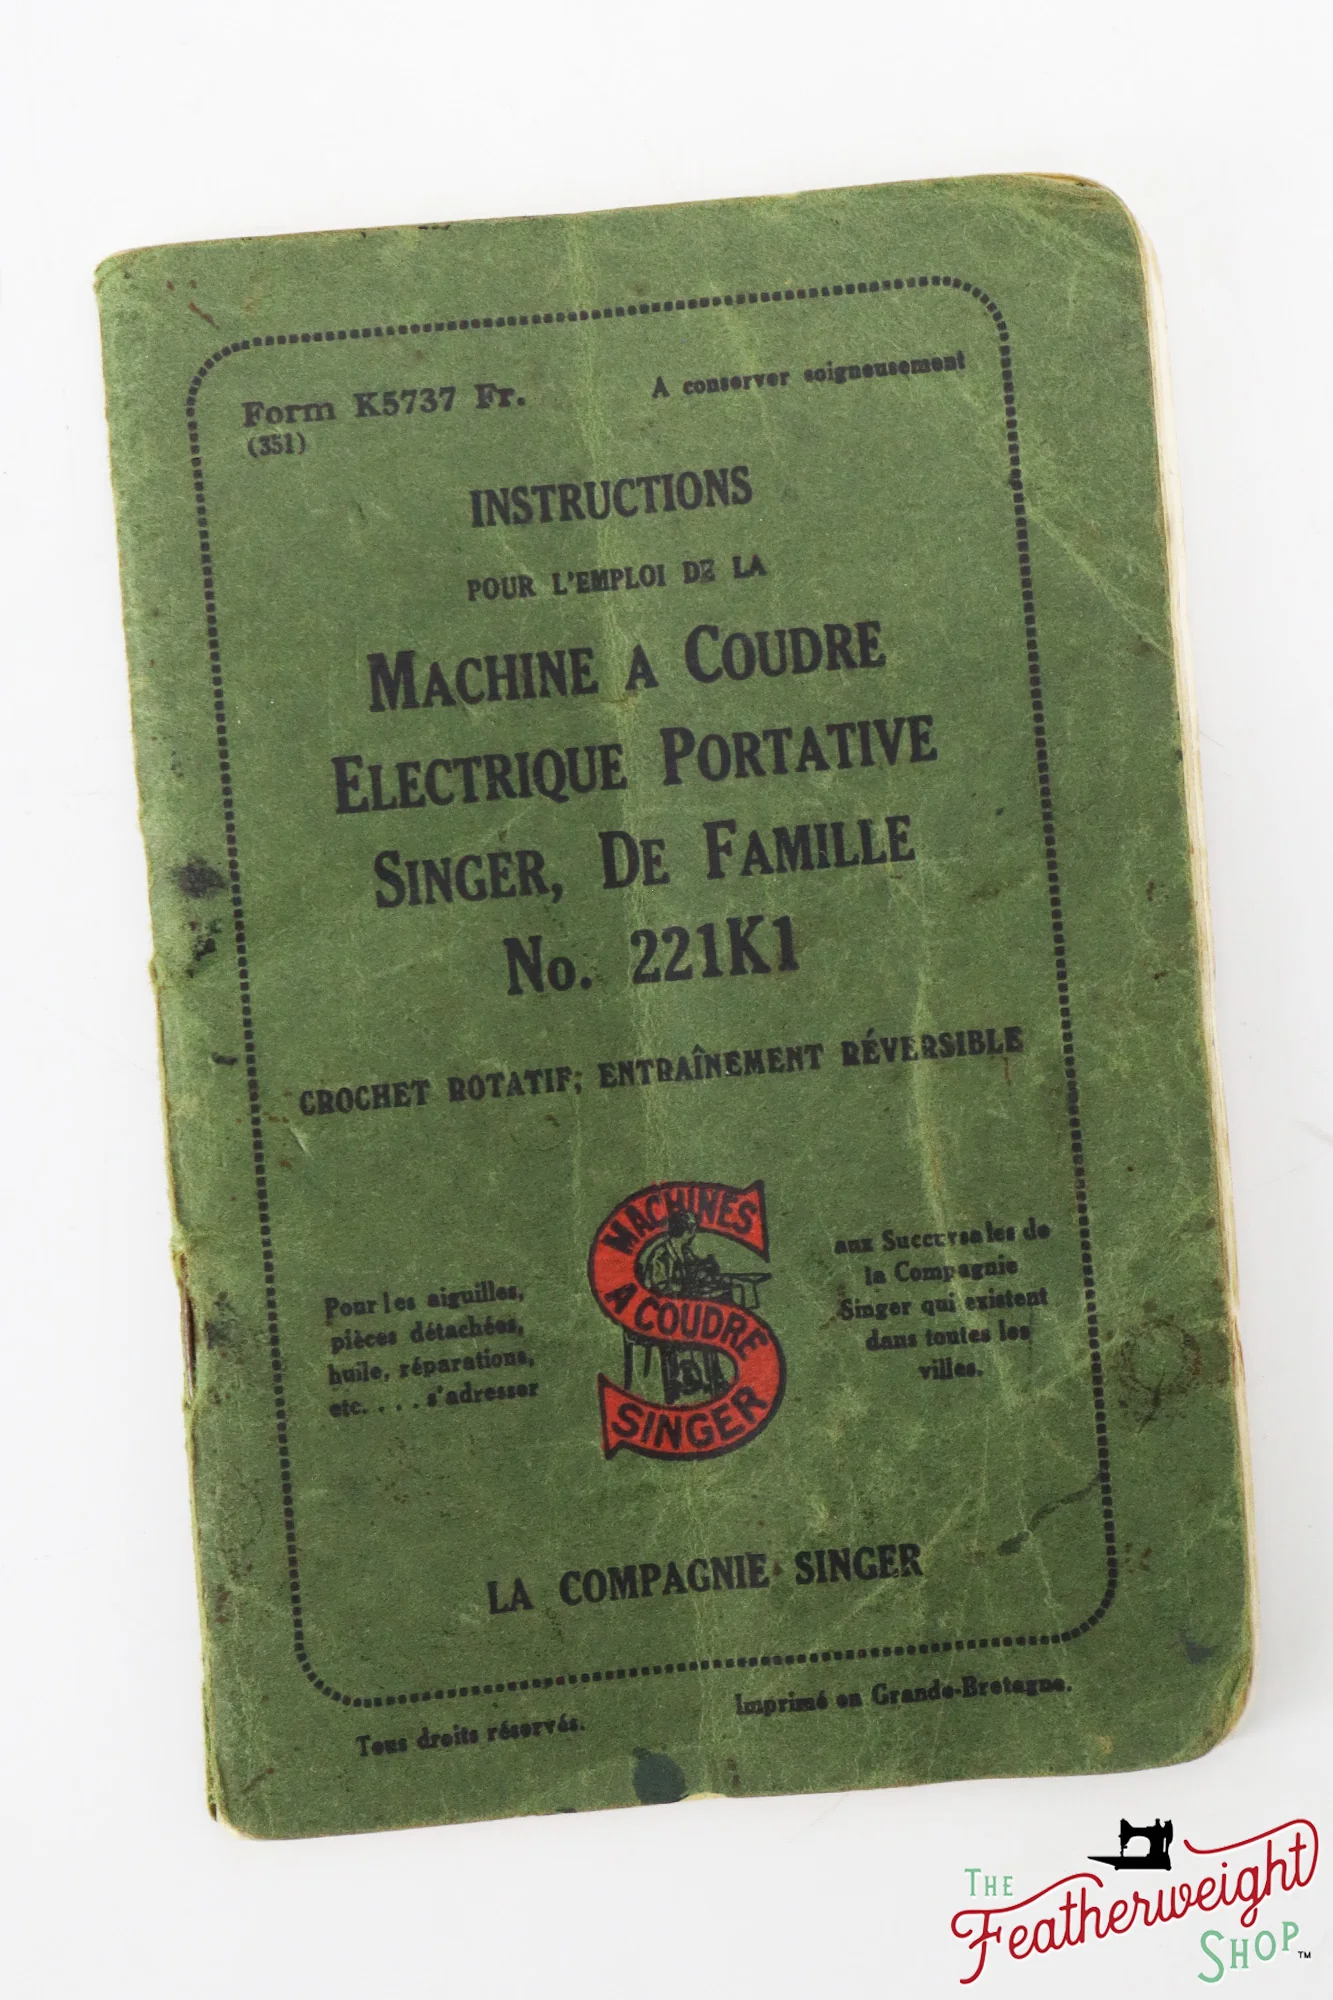 Form K5737 Fr.
(351)
A conserver soigneusement
INSTRUCTIONS
POUR L'EMPLOI DE LA
MACHINE A COUDRE
ELECTRIQUE PORTATIVE
SINGER, DE FAMILLE
No. 221K1
CROCHET ROTATIF; ENTRAÎNEMENT RÉVERSIBLE
Pour les aiguilles,
pièces détachées,
huile, réparations,
etc. . . . s'adresser
MACHINES
A COUDRE
SINGER
aux Succursales de
la Compagnie
Singer qui existent
dans toutes les
villes.
LA COMPAGNIE SINGER
Tous droits réservés.
Imprimé en Grande-Bretagne.
THE
Featherweight
SHOP™